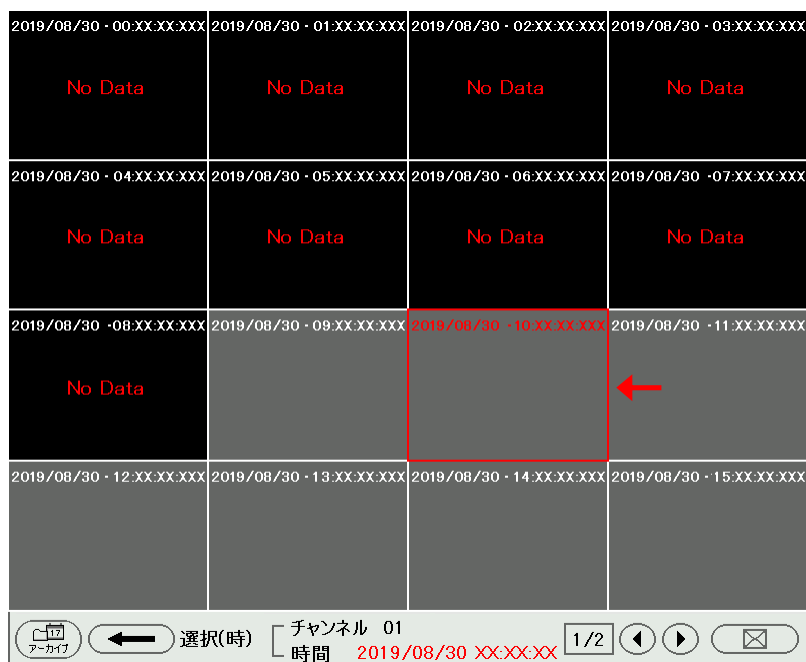 2019/08/30 - 00:XX:XX:XXX 2019/08/30 - 01:XX:XX:XXX 2019/08/30 - 02:XX:XX:XXX 2019/08/30 - 03:XX:XX:XXX
No Data No Data No Data No Data
2019/08/30 - 04:XX:XX:XXX 2019/08/30 - 05:XX:XX:XXX 2019/08/30 - 06:XX:XX:XXX 2019/08/30 -07:XX:XX:XXX
No Data No Data No Data No Data
2019/08/30 -08:XX:XX:XXX 2019/08/30 - 09:XX:XX:XXX 2019/08/30 -10:XX:XX:XXX 2019/08/30 -11:XX:XX:XXX
No Data
2019/08/30 - 12:XX:XX:XXX 2019/08/30 - 13:XX:XX:XXX 2019/08/30 - 14:XX:XX:XXX 2019/08/30 - 15:XX:XX:XXX
17
アーカイブ
選択(時)
チャンネル 01
時間 2019/08/30 XX:XX:XX
1/2